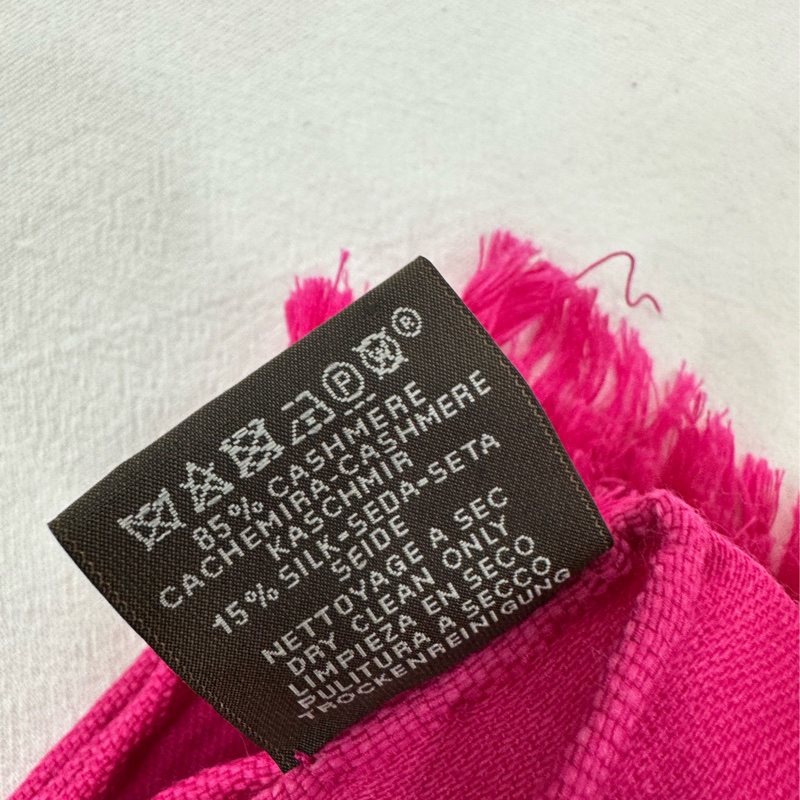 P W ®
85% CASHMERE
CACHEMIRA-CASHMERE
KASCHMIR
15% SILK-SEDA-SETA
SEIDE
NETTOYAGE A SEC
DRY CLEAN ONLY
LIMPIEZA EN SECO
PULITURA A SECCO
TROCKENREINIGUNG